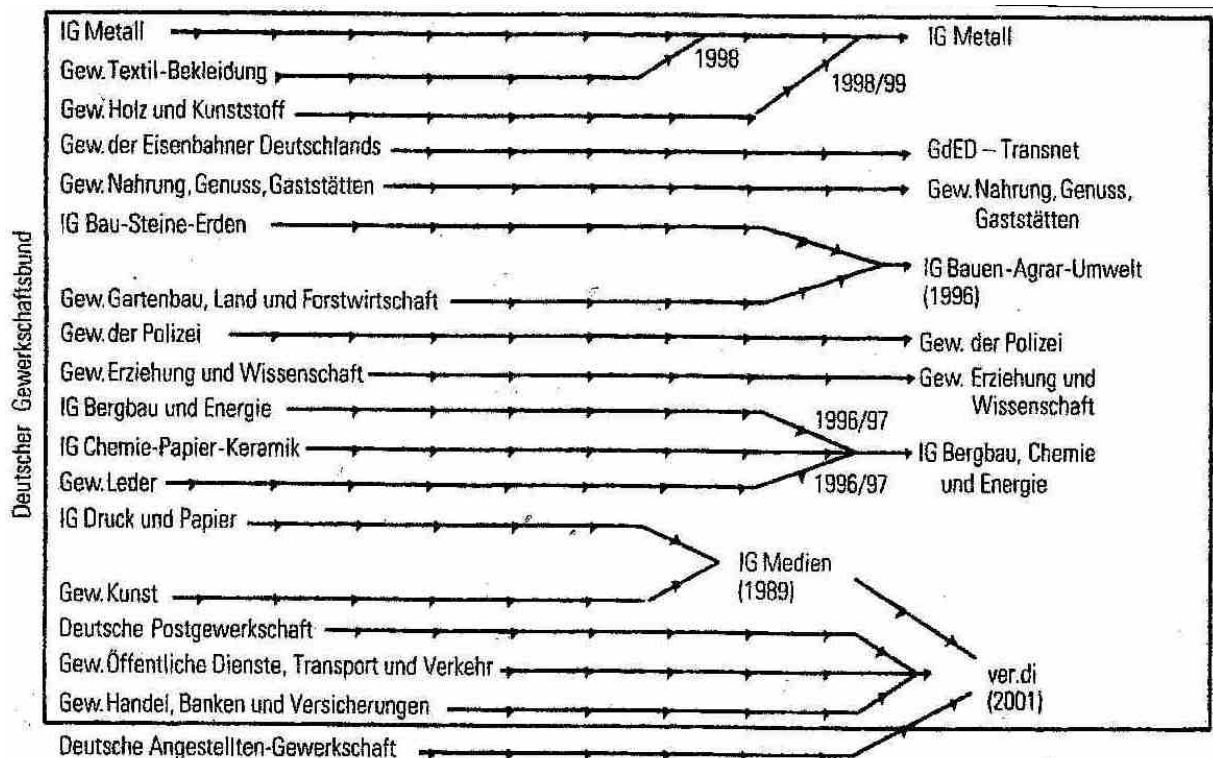 Deutscher Gewerkschaftsbund
IG Metall
IG Metall
1998
Gew. Textil-Bekleidung
1998/99
Gew. Holz und Kunststoff
Gew. der Eisenbahner Deutschlands
GdED – Transnet
Gew. Nahrung, Genuss, Gaststätten
Gew. Nahrung, Genuss,
Gaststätten
IG Bau-Steine-Erden
IG Bauen-Agrar-Umwelt
(1996)
Gew. Gartenbau, Land und Forstwirtschaft
Gew. der Polizei
Gew. der Polizei
Gew. Erziehung und Wissenschaft
Gew. Erziehung und
Wissenschaft
IG Bergbau und Energie
1996/97
IG Chemie-Papier-Keramik
IG Bergbau, Chemie
und Energie
Gew. Leder
1996/97
IG Druck und Papier
IG Medien
(1989)
Gew. Kunst
Deutsche Postgewerkschaft
Gew. Öffentliche Dienste, Transport und Verkehr
ver.di
(2001)
Gew. Handel, Banken und Versicherungen
Deutsche Angestellten-Gewerkschaft